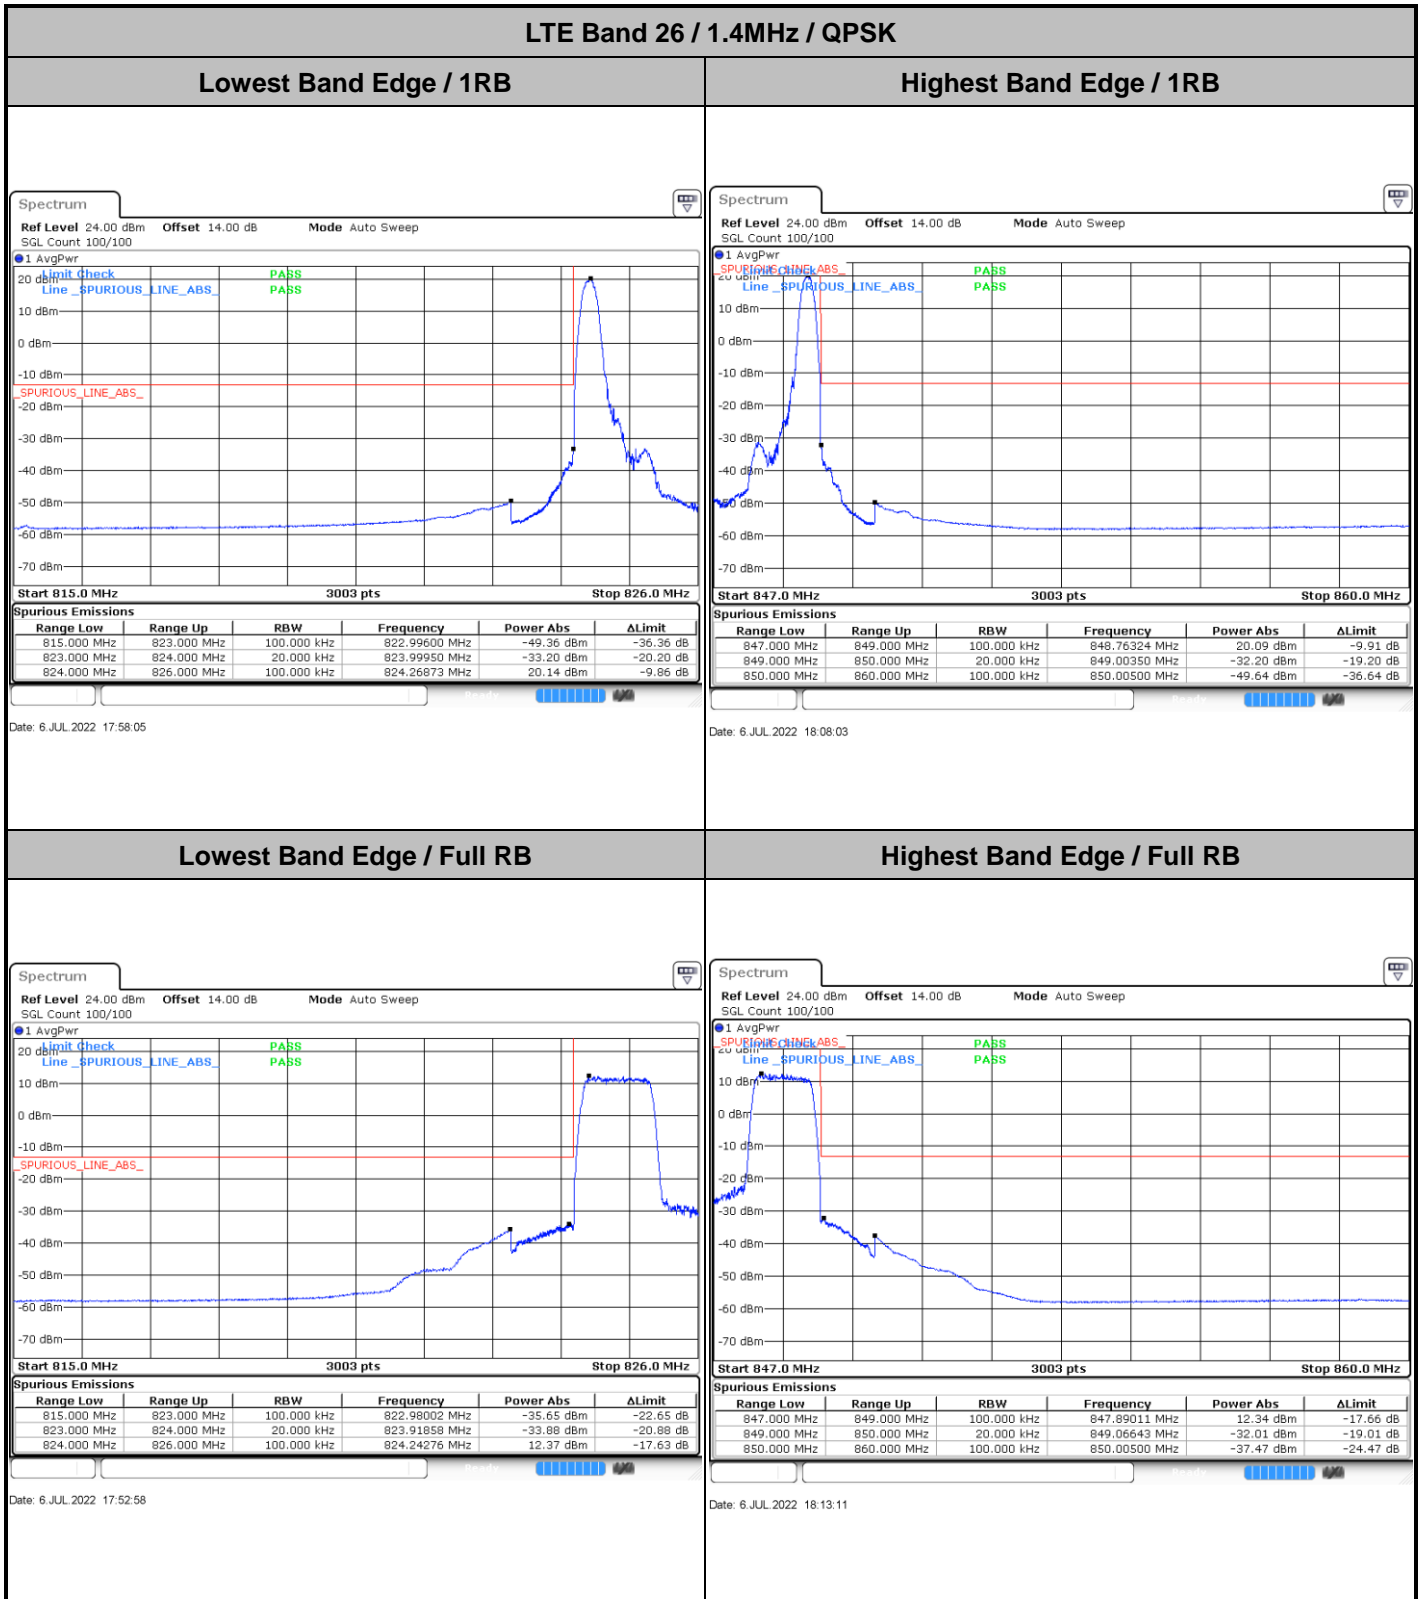 LTE Band 26 / 1.4MHz / QPSK
Lowest Band Edge / 1RB
Highest Band Edge / 1RB
Spectrum
Ref Level 24.00 dBm Offset 14.00 dB Mode Auto Sweep
SGL Count 100/100
1 AvgPwr
Limit Check PASS
20 dBm
Line _SPURIOUS_LINE_ABS_ PASS
10 dBm
0 dBm
-10 dBm
_SPURIOUS_LINE_ABS_
-20 dBm
-30 dBm
-40 dBm
-50 dBm
-60 dBm
-70 dBm
Start 815.0 MHz 3003 pts Stop 826.0 MHz
Spurious Emissions
Range Low Range Up RBW Frequency Power Abs ΔLimit
815.000 MHz 823.000 MHz 100.000 kHz 822.99600 MHz -49.36 dBm -36.36 dB
823.000 MHz 824.000 MHz 20.000 kHz 823.99950 MHz -33.20 dBm -20.20 dB
824.000 MHz 826.000 MHz 100.000 kHz 824.26873 MHz 20.14 dBm -9.86 dB
Ready
Date: 6.JUL.2022 17:58:05
Spectrum
Ref Level 24.00 dBm Offset 14.00 dB Mode Auto Sweep
SGL Count 100/100
1 AvgPwr
_SPURIOUS_LINE_ABS_
Limit Check PASS
20 dBm
Line _SPURIOUS_LINE_ABS_ PASS
10 dBm
0 dBm
-10 dBm
-20 dBm
-30 dBm
-40 dBm
-50 dBm
-60 dBm
-70 dBm
Start 847.0 MHz 3003 pts Stop 860.0 MHz
Spurious Emissions
Range Low Range Up RBW Frequency Power Abs ΔLimit
847.000 MHz 849.000 MHz 100.000 kHz 848.76324 MHz 20.09 dBm -9.91 dB
849.000 MHz 850.000 MHz 20.000 kHz 849.00350 MHz -32.20 dBm -19.20 dB
850.000 MHz 860.000 MHz 100.000 kHz 850.00500 MHz -49.64 dBm -36.64 dB
Ready
Date: 6.JUL.2022 18:08:03
Lowest Band Edge / Full RB
Highest Band Edge / Full RB
Spectrum
Ref Level 24.00 dBm Offset 14.00 dB Mode Auto Sweep
SGL Count 100/100
1 AvgPwr
Limit Check PASS
20 dBm
Line _SPURIOUS_LINE_ABS_ PASS
10 dBm
0 dBm
-10 dBm
_SPURIOUS_LINE_ABS_
-20 dBm
-30 dBm
-40 dBm
-50 dBm
-60 dBm
-70 dBm
Start 815.0 MHz 3003 pts Stop 826.0 MHz
Spurious Emissions
Range Low Range Up RBW Frequency Power Abs ΔLimit
815.000 MHz 823.000 MHz 100.000 kHz 822.98002 MHz -35.65 dBm -22.65 dB
823.000 MHz 824.000 MHz 20.000 kHz 823.91858 MHz -33.88 dBm -20.88 dB
824.000 MHz 826.000 MHz 100.000 kHz 824.24276 MHz 12.37 dBm -17.63 dB
Ready
Date: 6.JUL.2022 17:52:58
Spectrum
Ref Level 24.00 dBm Offset 14.00 dB Mode Auto Sweep
SGL Count 100/100
1 AvgPwr
_SPURIOUS_LINE_ABS_
Limit Check PASS
20 dBm
Line _SPURIOUS_LINE_ABS_ PASS
10 dBm
0 dBm
-10 dBm
-20 dBm
-30 dBm
-40 dBm
-50 dBm
-60 dBm
-70 dBm
Start 847.0 MHz 3003 pts Stop 860.0 MHz
Spurious Emissions
Range Low Range Up RBW Frequency Power Abs ΔLimit
847.000 MHz 849.000 MHz 100.000 kHz 847.89011 MHz 12.34 dBm -17.66 dB
849.000 MHz 850.000 MHz 20.000 kHz 849.06643 MHz -32.01 dBm -19.01 dB
850.000 MHz 860.000 MHz 100.000 kHz 850.00500 MHz -37.47 dBm -24.47 dB
Ready
Date: 6.JUL.2022 18:13:11